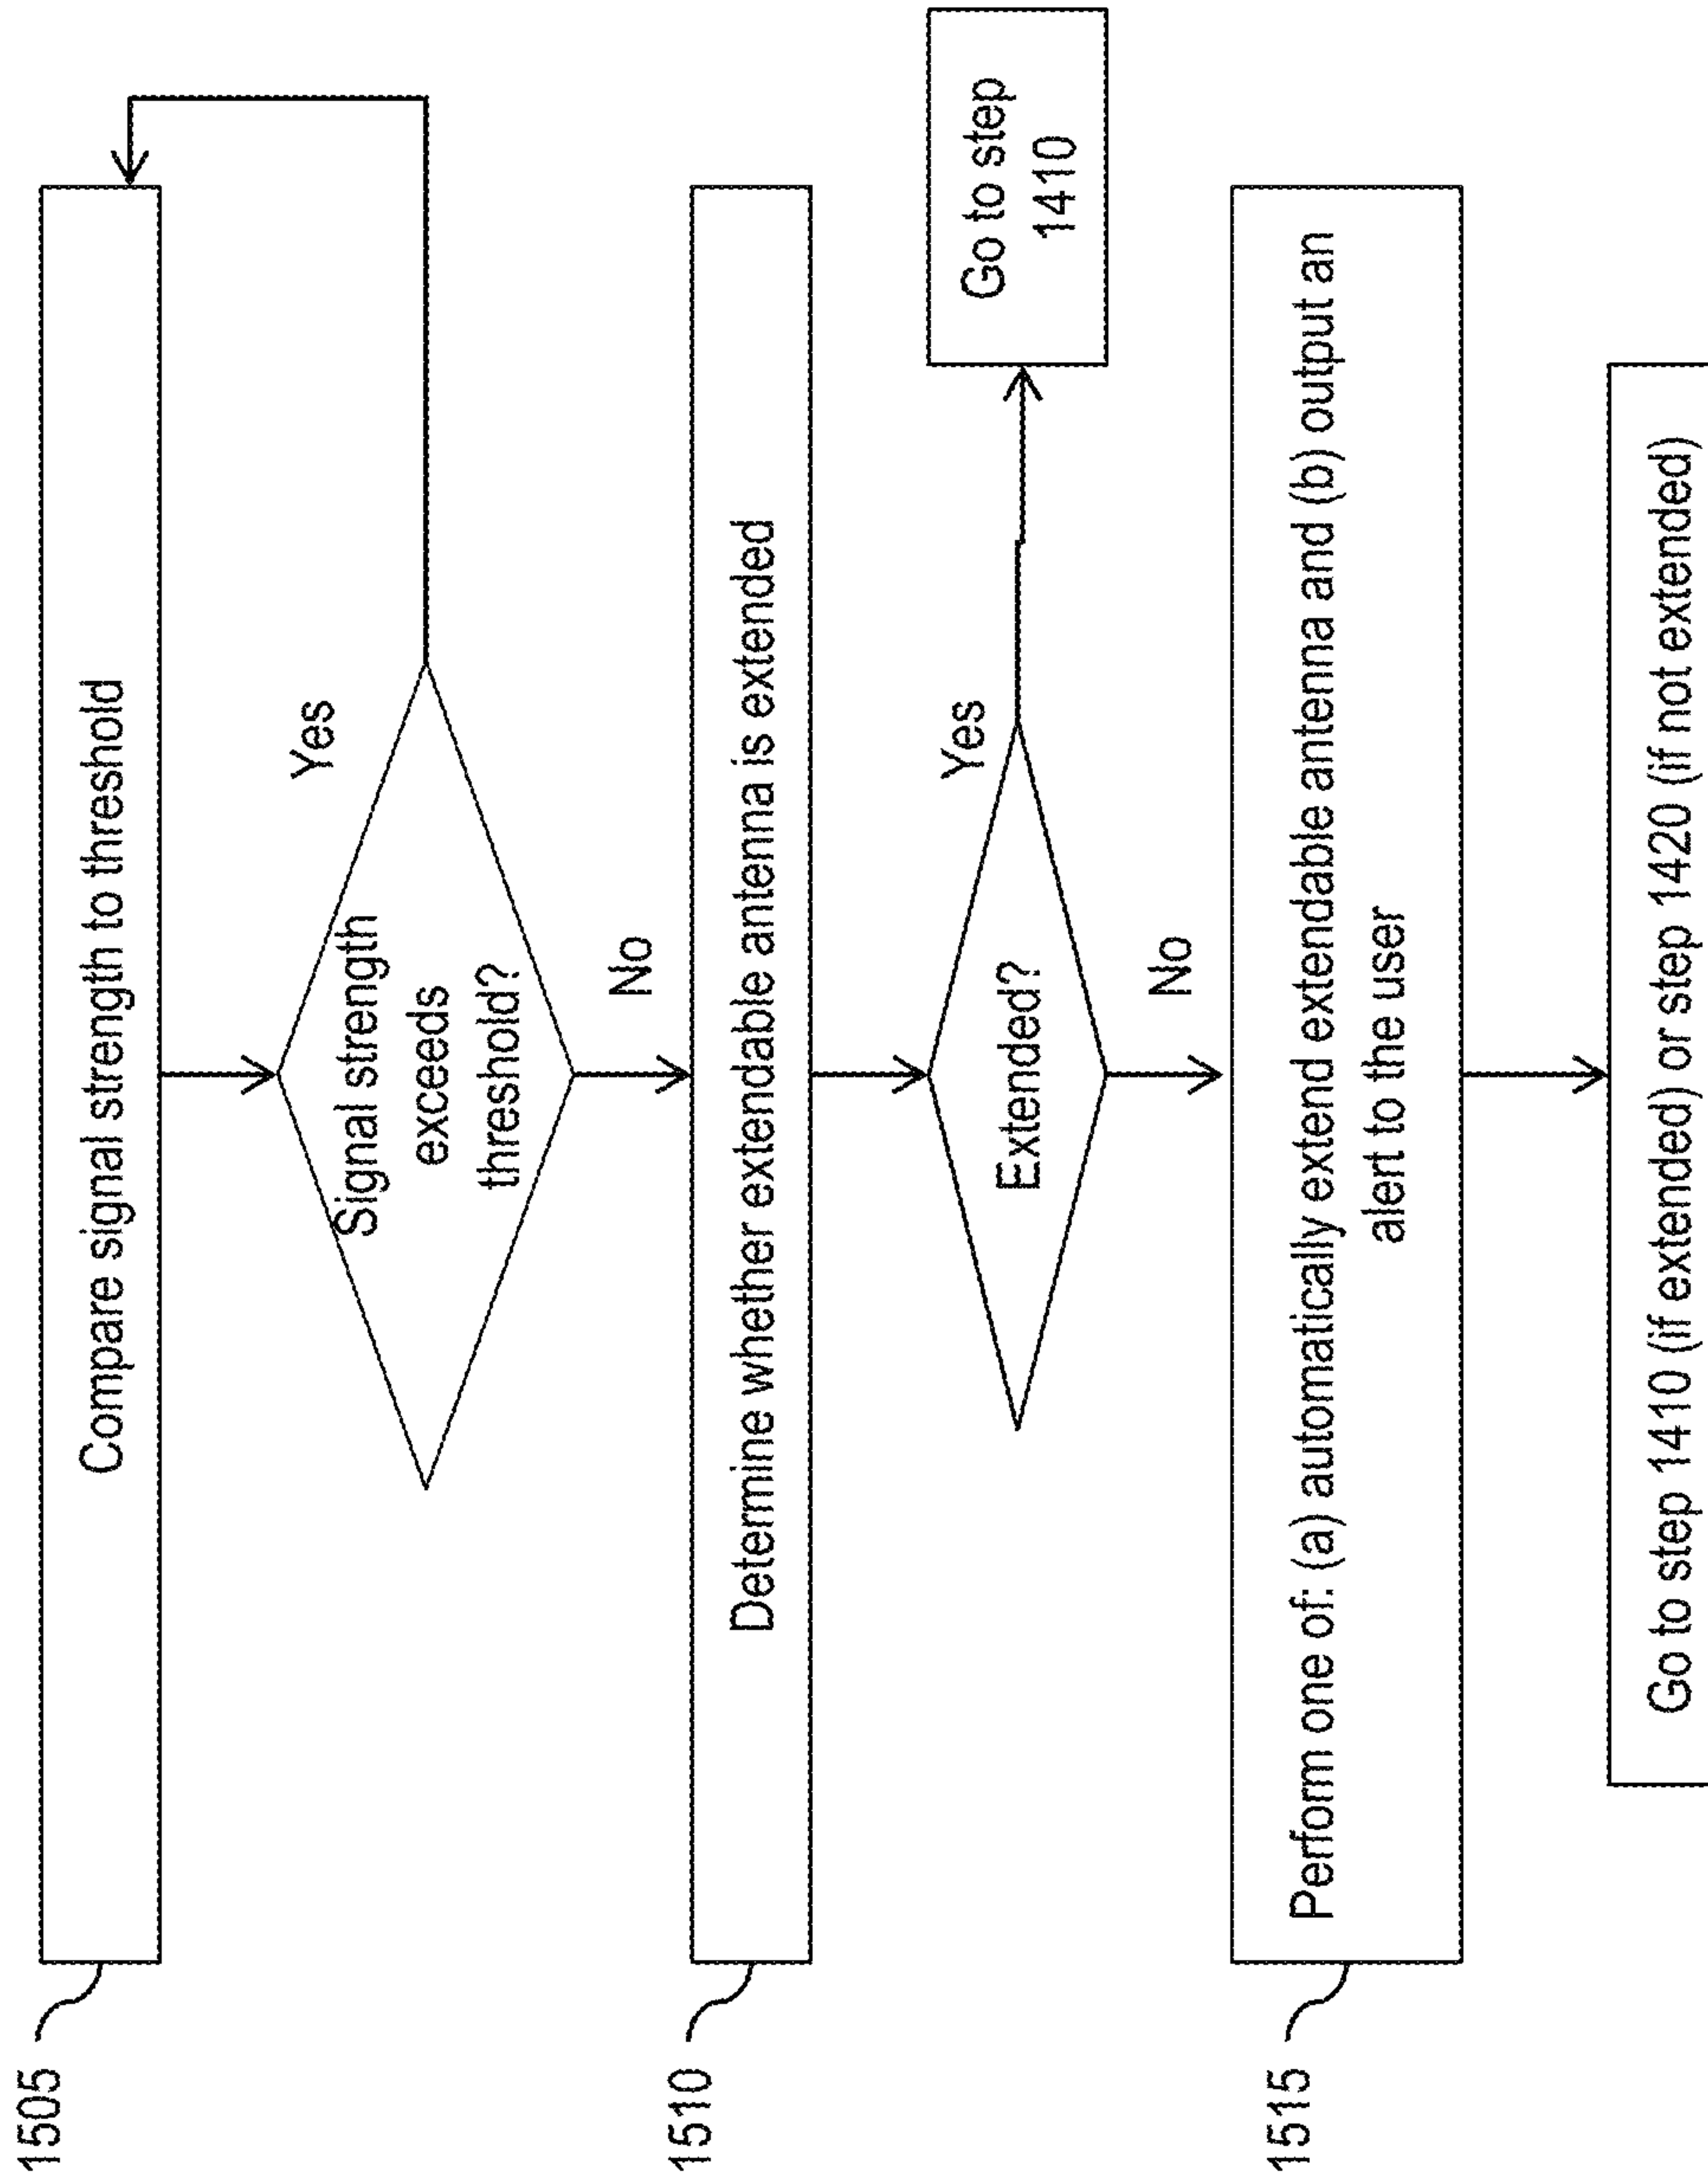 1505
Compare signal strength to threshold
Signal strength
exceeds
threshold?
Yes
No
1510
Determine whether extendable antenna is extended
Extended?
Yes
Go to step
1410
No
1515
Perform one of: (a) automatically extend extendable antenna and (b) output an
alert to the user
Go to step 1410 (if extended) or step 1420 (if not extended)